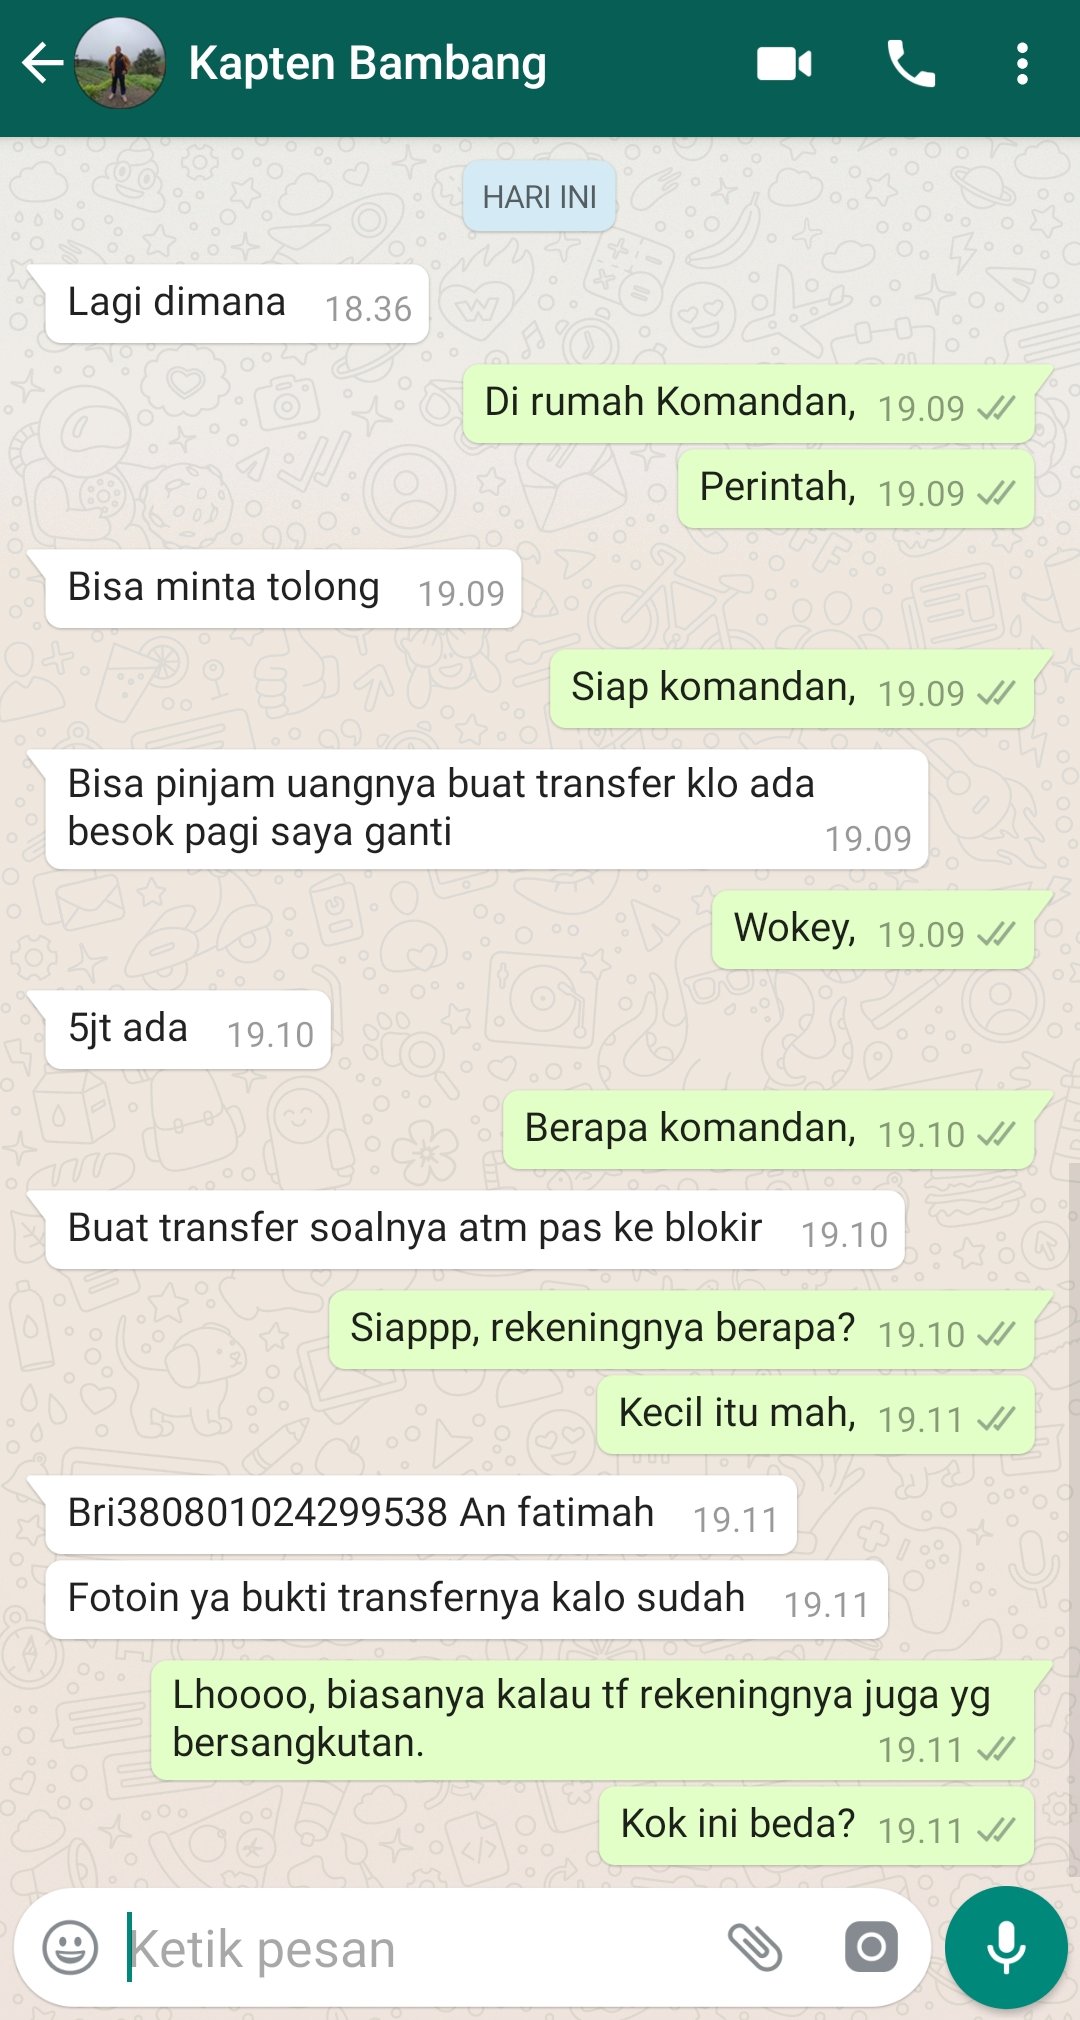 Kapten Bambang
HARI INI
Lagi dimana 18.36
Di rumah Komandan, 19.09
Perintah, 19.09
Bisa minta tolong 19.09
Siap komandan, 19.09
Bisa pinjam uangnya buat transfer klo ada
besok pagi saya ganti 19.09
Wokey, 19.09
5jt ada 19.10
Berapa komandan, 19.10
Buat transfer soalnya atm pas ke blokir 19.10
Siappp, rekeningnya berapa? 19.10
Kecil itu mah, 19.11
Bri380801024299538 An fatimah 19.11
Fotoin ya bukti transfernya kalo sudah 19.11
Lhoooo, biasanya kalau tf rekeningnya juga yg
bersangkutan. 19.11
Kok ini beda? 19.11
Ketik pesan